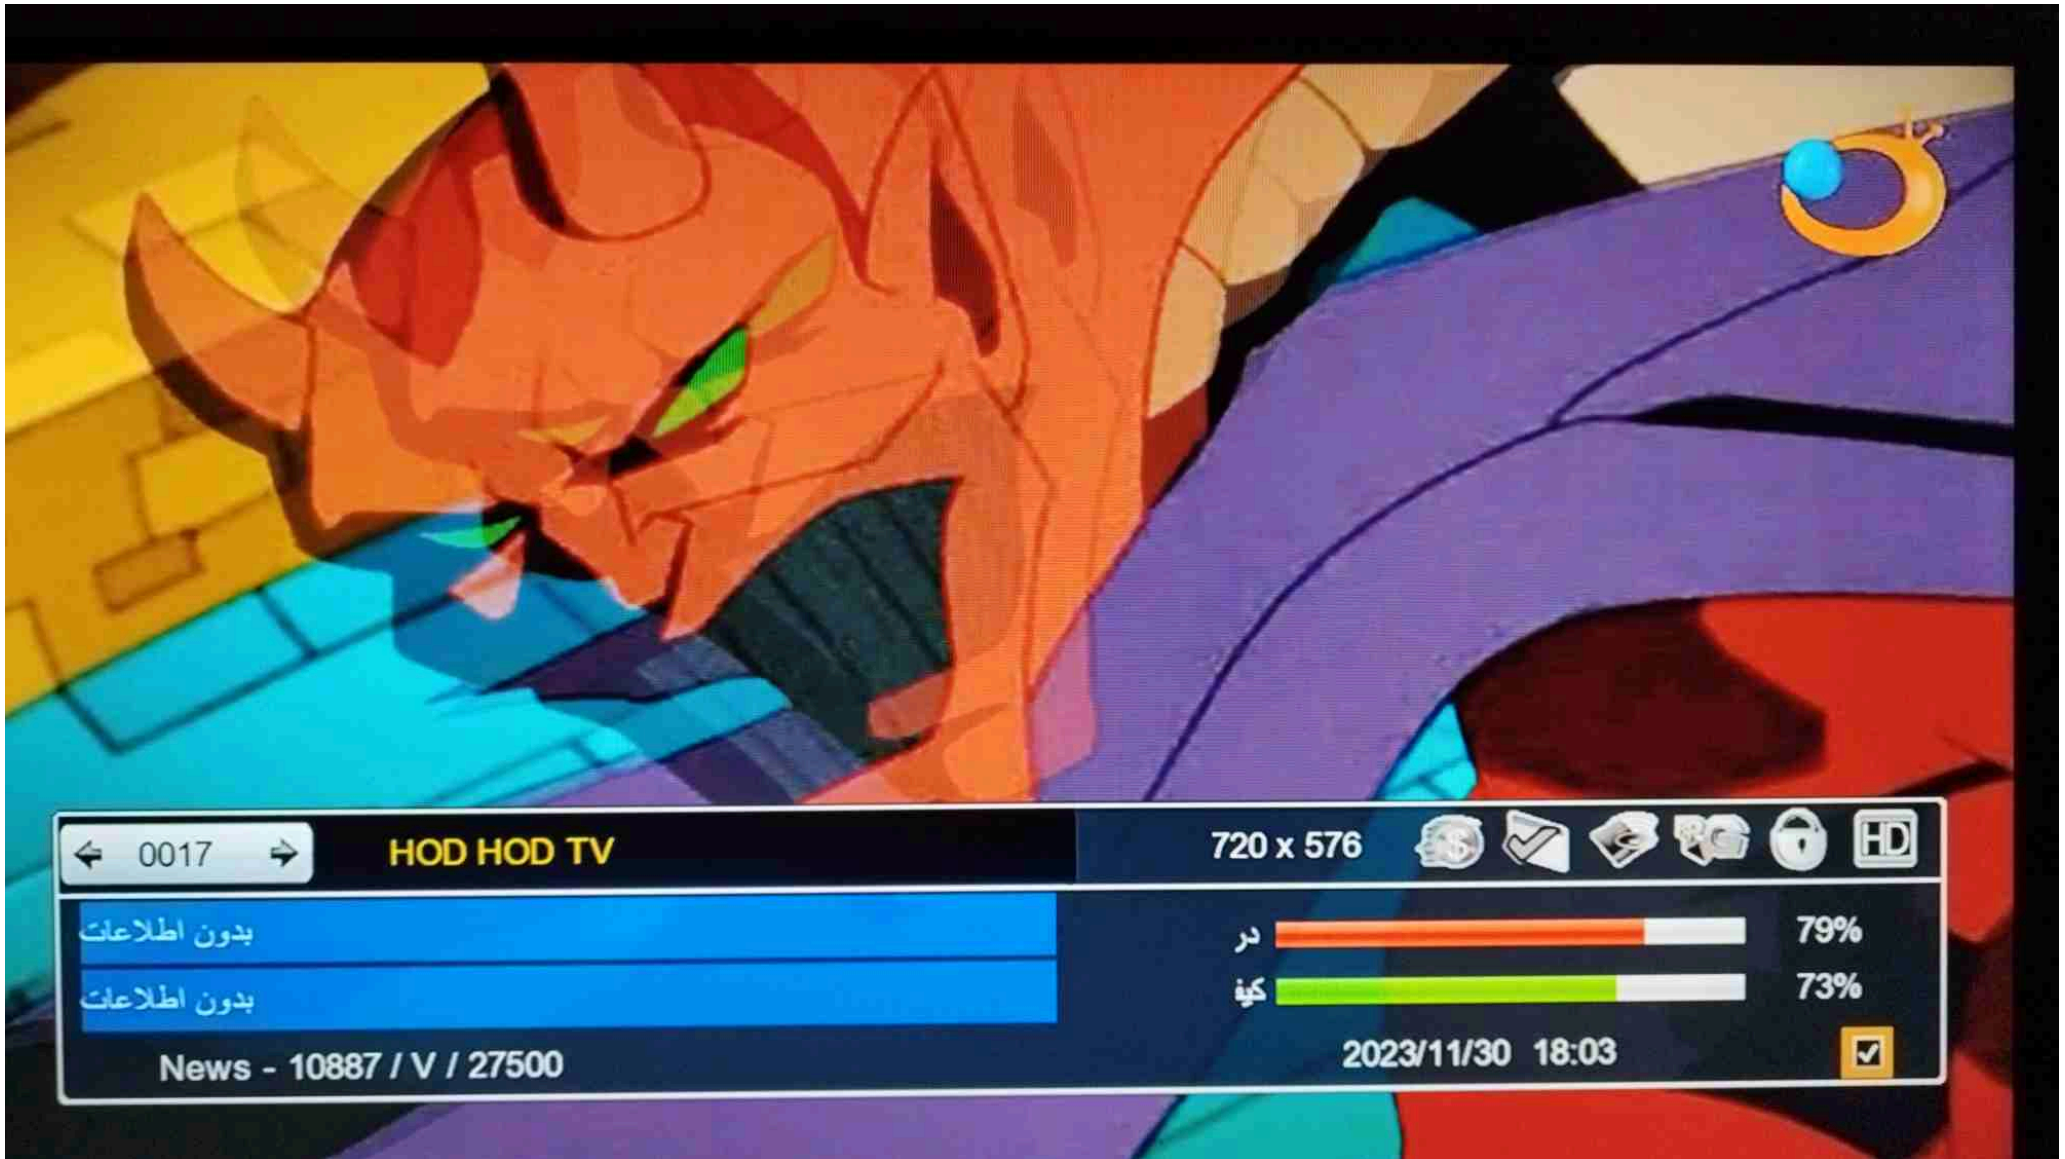 0017
HOD HOD TV
720 x 576
HD
بدون اطلاعات
در
79%
بدون اطلاعات
کیف
73%
News - 10887 / V / 27500
2023/11/30 18:03